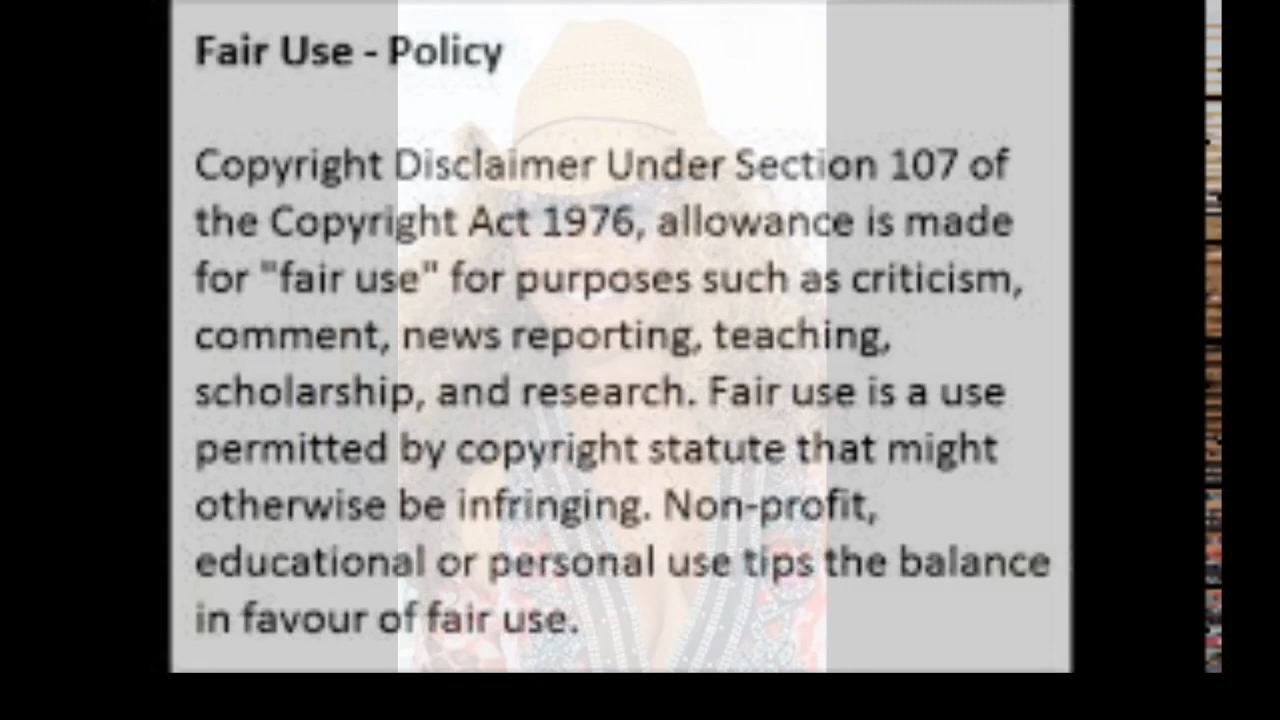 Fair Use - Policy
Copyright Disclaimer Under Section 107 of
the Copyright Act 1976, allowance is made
for "fair use" for purposes such as criticism,
comment, news reporting, teaching,
scholarship, and research. Fair use is a use
permitted by copyright statute that might
otherwise be infringing. Non-profit,
educational or personal use tips the balance
in favour of fair use.